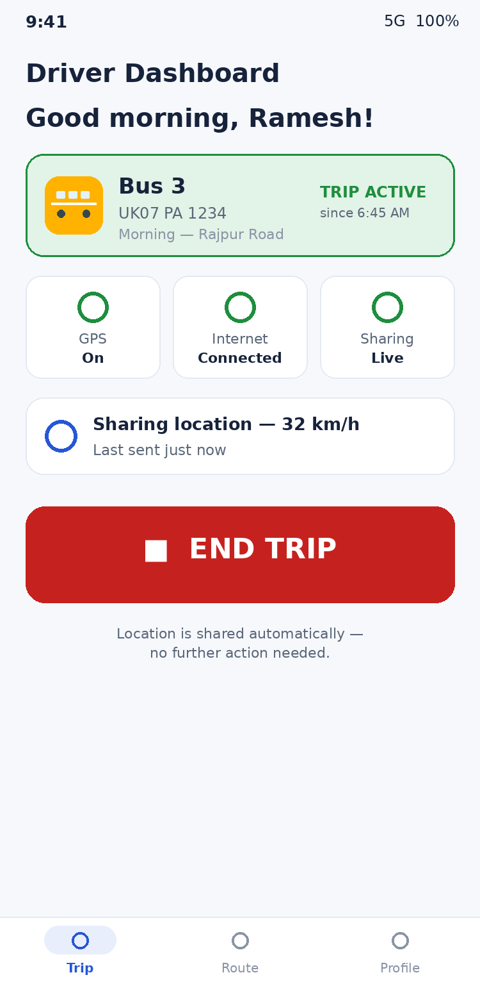 9:41
5G 100%
Driver Dashboard
Good morning, Ramesh!
Bus 3
UK07 PA 1234
Morning — Rajpur Road
TRIP ACTIVE
since 6:45 AM
GPS
On
Internet
Connected
Sharing
Live
Sharing location — 32 km/h
Last sent just now
■ END TRIP
Location is shared automatically —
no further action needed.
Trip
Route
Profile